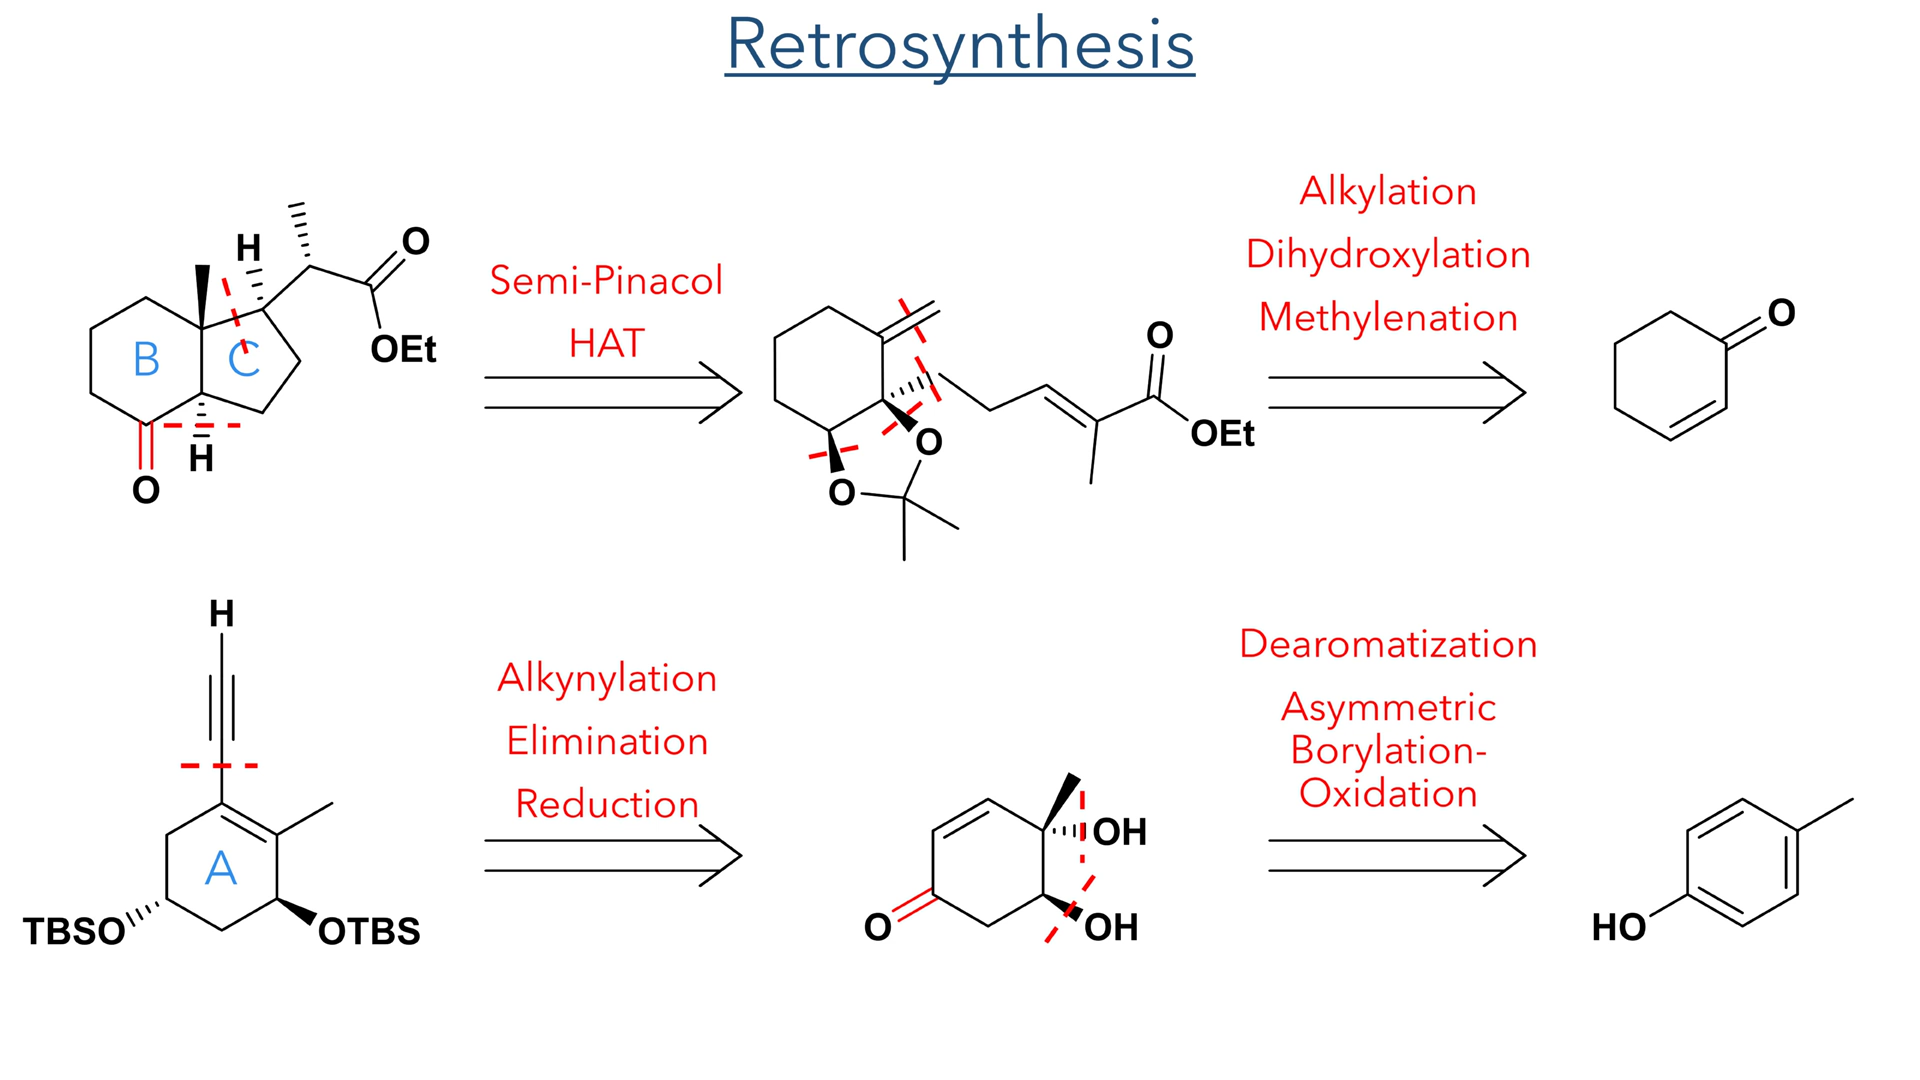 Retrosynthesis
H
O
OEt
B
C
H
O
Semi-Pinacol
HAT
O
OEt
O
O
Alkylation
Dihydroxylation
Methylenation
O
H
A
TBSO
OTBS
Alkynylation
Elimination
Reduction
OH
O
OH
Dearomatization
Asymmetric
Borylation-
Oxidation
HO